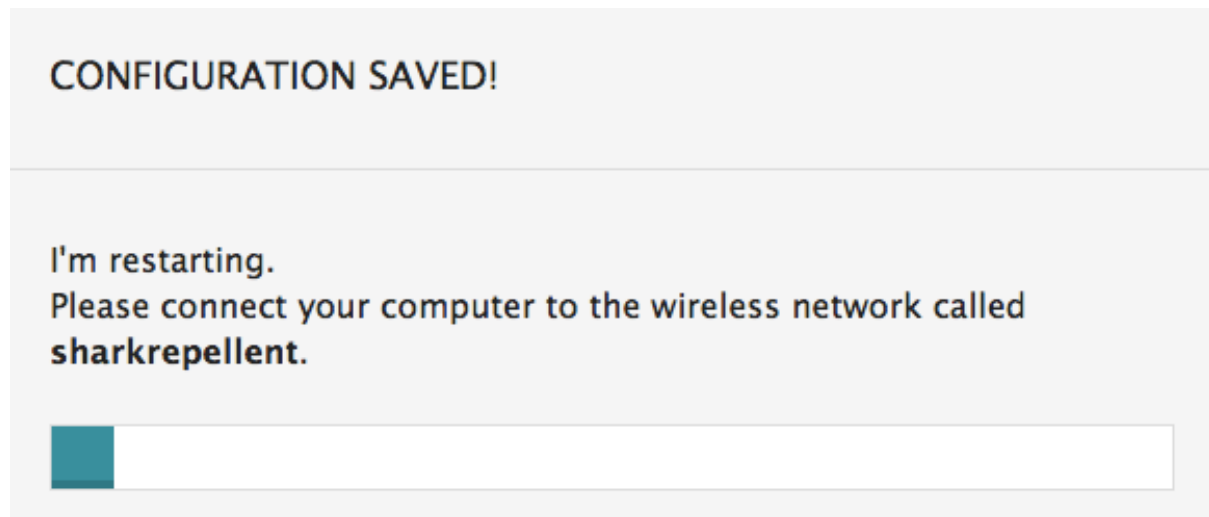 CONFIGURATION SAVED!
I'm restarting.
Please connect your computer to the wireless network called
sharkrepellent.